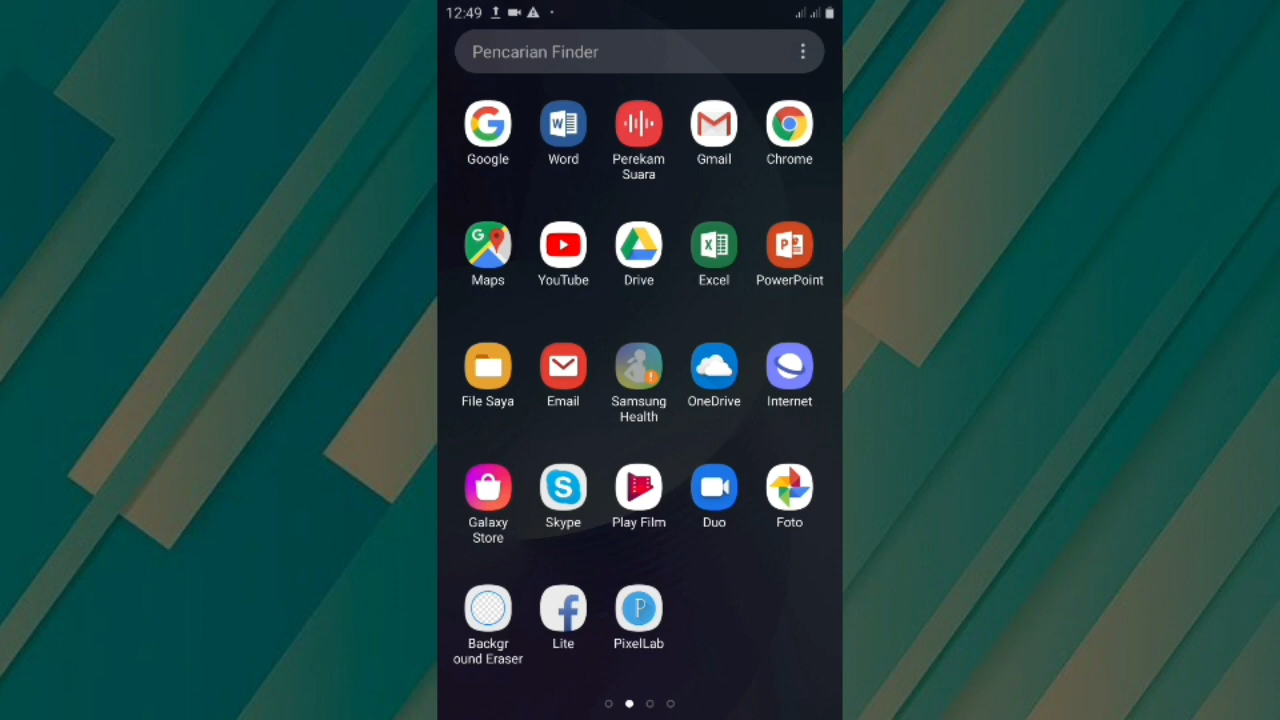 12:49
Pencarian Finder
Google
Word
Perekam
Suara
Gmail
Chrome
Maps
YouTube
Drive
Excel
PowerPoint
File Saya
Email
Samsung
Health
OneDrive
Internet
Galaxy
Store
Skype
Play Film
Duo
Foto
Backgr
ound Eraser
Lite
PixelLab